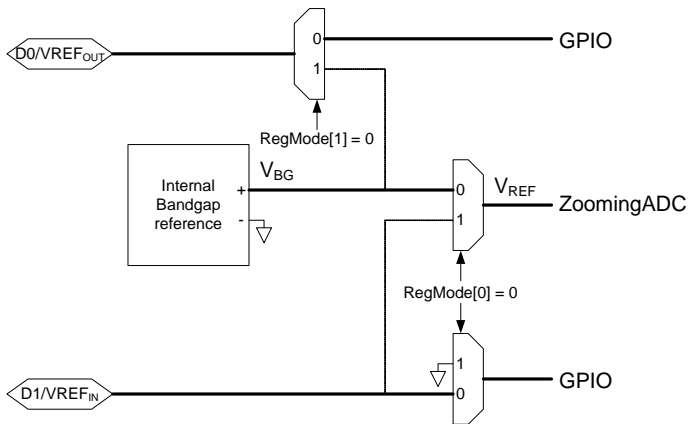 D0/VREFOUT
0
1
GPIO
RegMode[1] = 0
Internal
Bandgap
reference
+
-
VBG
0
1
VREF
ZoomingADC
RegMode[0] = 0
D1/VREFIN
1
0
GPIO